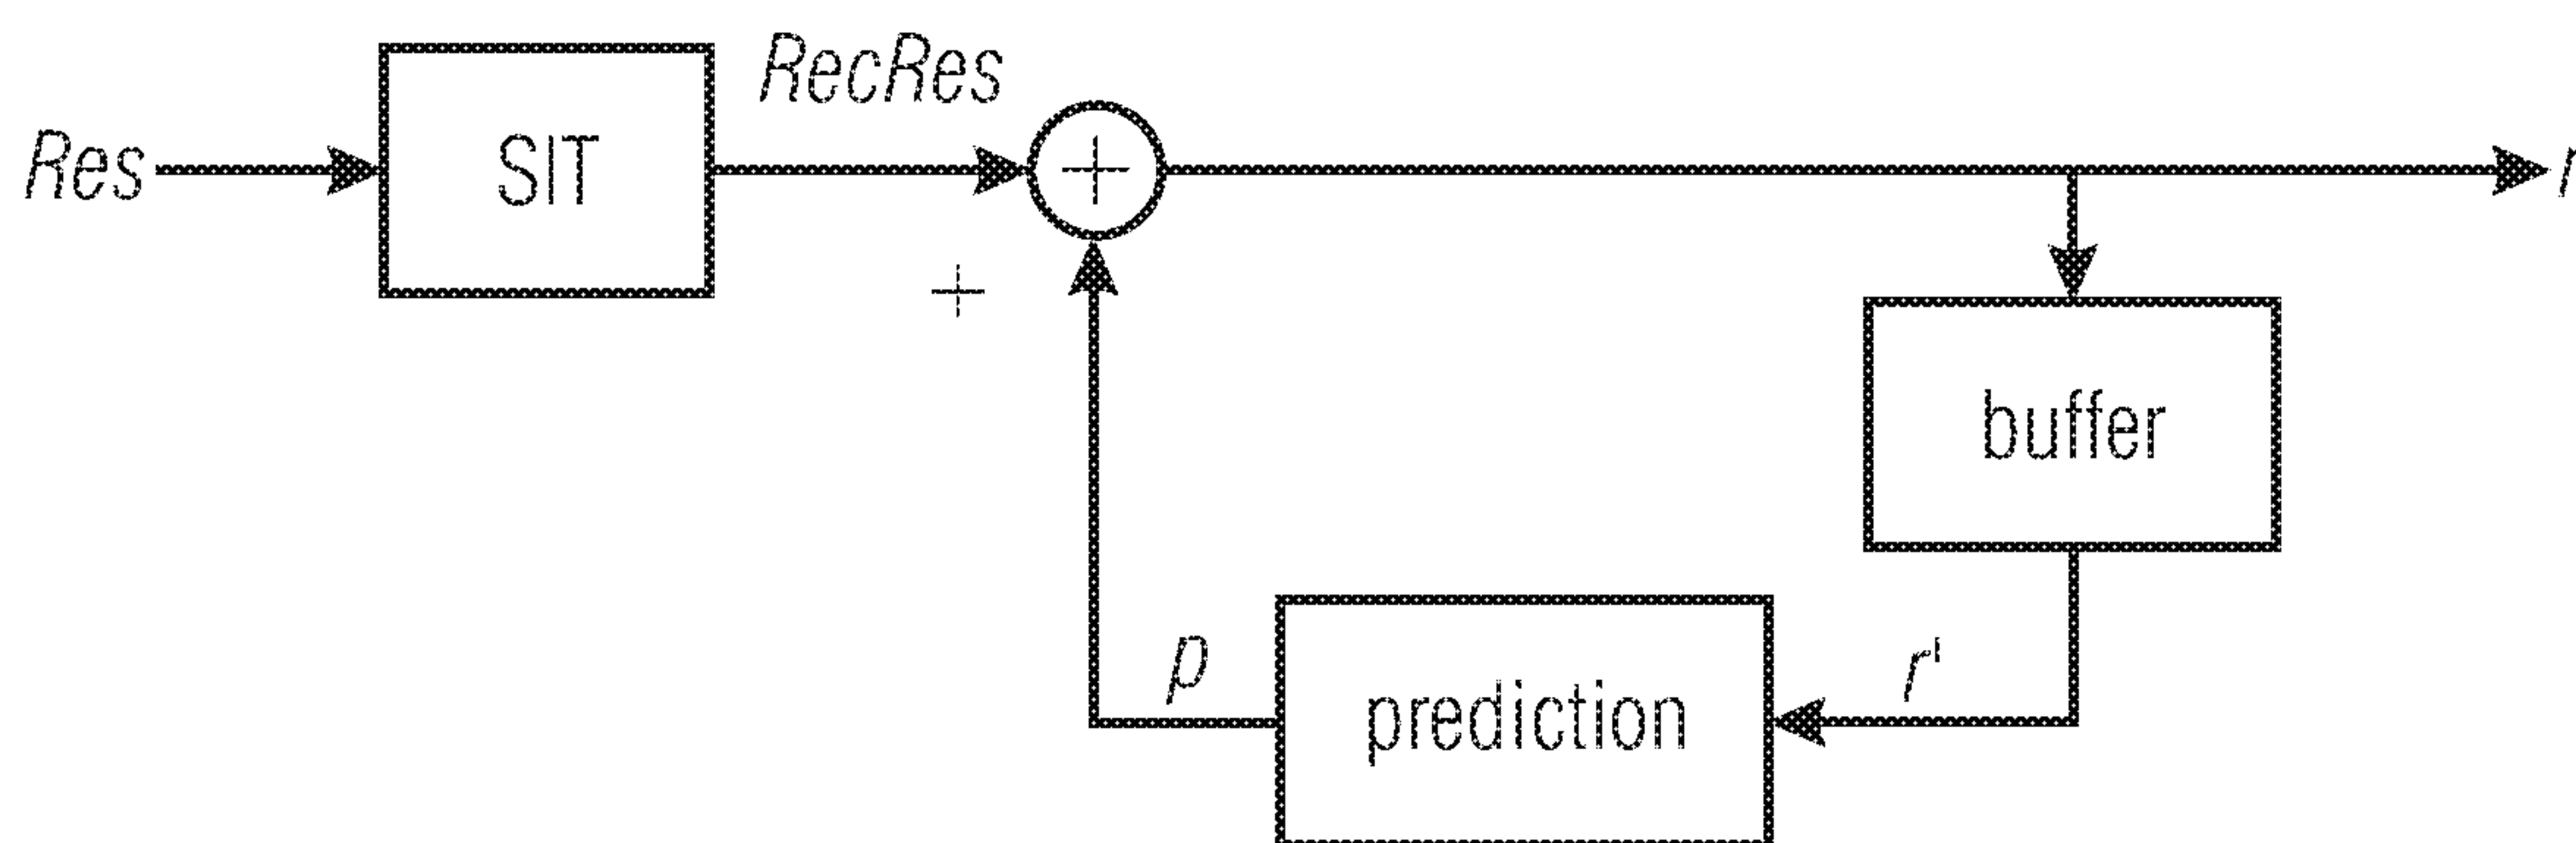 RecRes
Res
SIT
+
r
+
buffer
p
r'
prediction